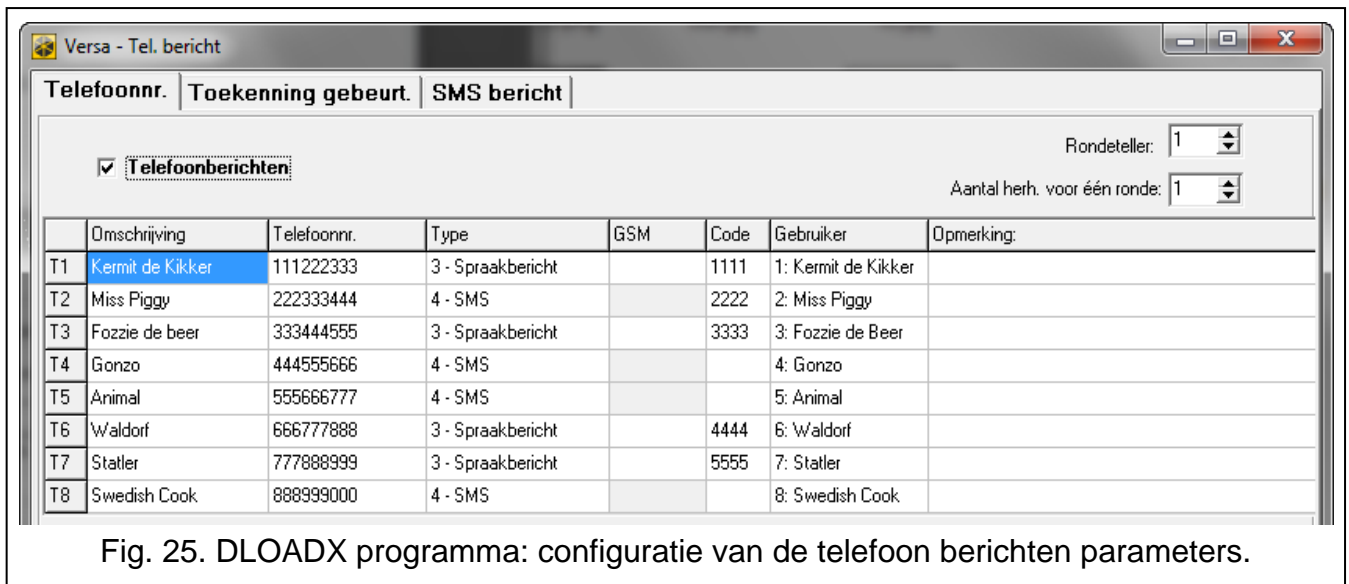 Versa - Tel. bericht
Telefoonnr. Toekenning gebeurt. SMS bericht
Rondeteller: 1
Telefoonberichten
Aantal herh. voor één ronde: 1
Omschrijving Telefoonnr. Type GSM Code Gebruiker Opmerking:
T1 Kermit de Kikker 111222333 3 - Spraakbericht 1111 1: Kermit de Kikker
T2 Miss Piggy 222333444 4 - SMS 2222 2: Miss Piggy
T3 Fozzie de beer 333444555 3 - Spraakbericht 3333 3: Fozzie de Beer
T4 Gonzo 444555666 4 - SMS 4: Gonzo
T5 Animal 555666777 4 - SMS 5: Animal
T6 Waldorf 666777888 3 - Spraakbericht 4444 6: Waldorf
T7 Statler 777888999 3 - Spraakbericht 5555 7: Statler
T8 Swedish Cook 888999000 4 - SMS 8: Swedish Cook
Fig. 25. DLOADX programma: configuratie van de telefoon berichten parameters.